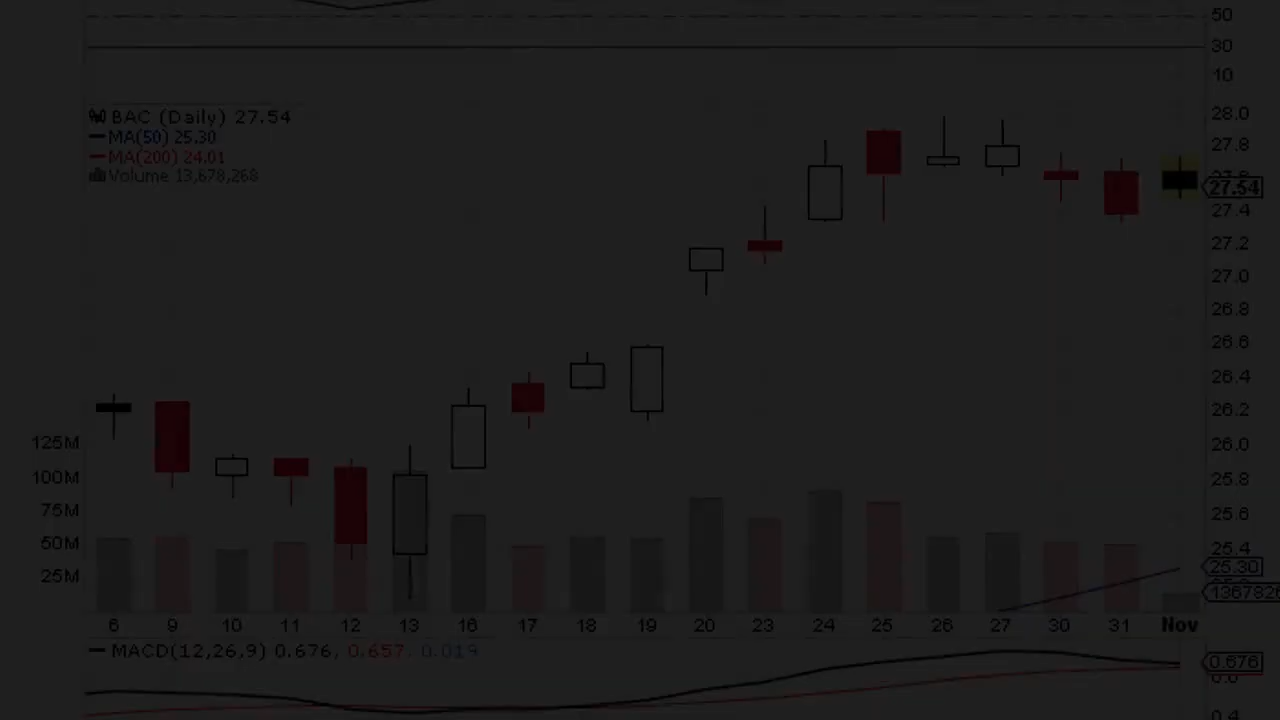 50
30
10
BAC (Daily) 27.54
MA(50) 25.30
MA(200) 24.01
Volume 13,678,268
28.0
27.8
27.54
27.4
27.2
27.0
26.8
26.6
26.4
26.2
26.0
25.8
25.6
25.4
25.30
125M
100M
75M
50M
25M
6 9 10 11 12 13 16 17 18 19 20 23 24 25 26 27 30 31 Nov
MACD(12,26,9) 0.676, 0.657, 0.019
0.676
0.4